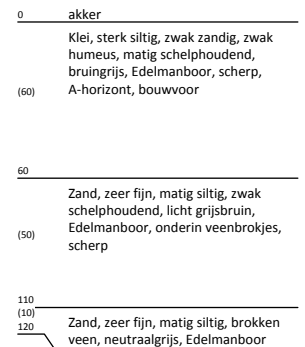 0 akker
Klei, sterk siltig, zwak zandig, zwak
humeus, matig schelphoudend,
bruingrijs, Edelmanboor, scherp,
(60) A-horizont, bouwvoor
60
Zand, zeer fijn, matig siltig, zwak
schelphoudend, licht grijsbruin,
(50) Edelmanboor, onderin veenbrokjes,
scherp
110
(10)
120 Zand, zeer fijn, matig siltig, brokken
veen, neutraalgrijs, Edelmanboor